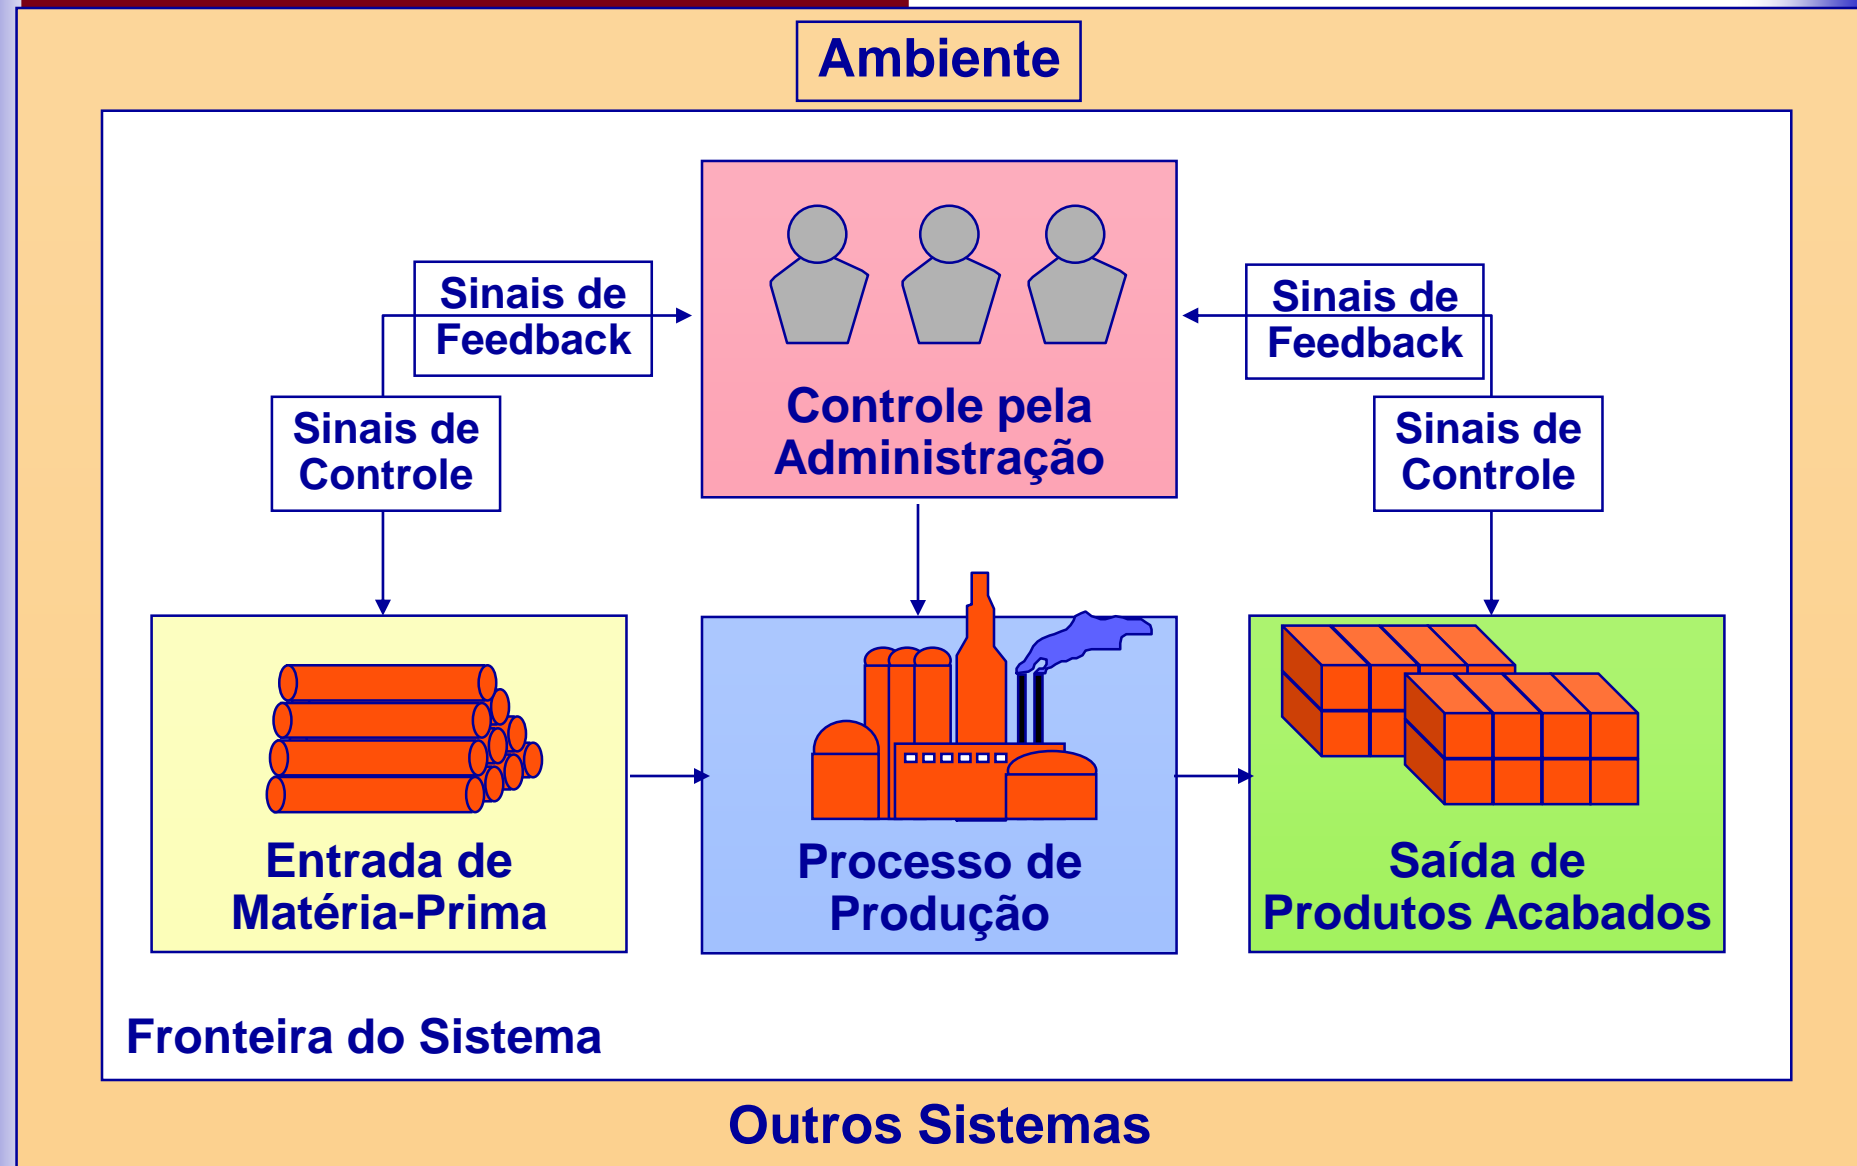 Ambiente
Sinais de
Feedback
Sinais de
Controle
Controle pela
Administração
Sinais de
Feedback
Sinais de
Controle
Entrada de
Matéria-Prima
Processo de
Produção
Saída de
Produtos Acabados
Fronteira do Sistema
Outros Sistemas